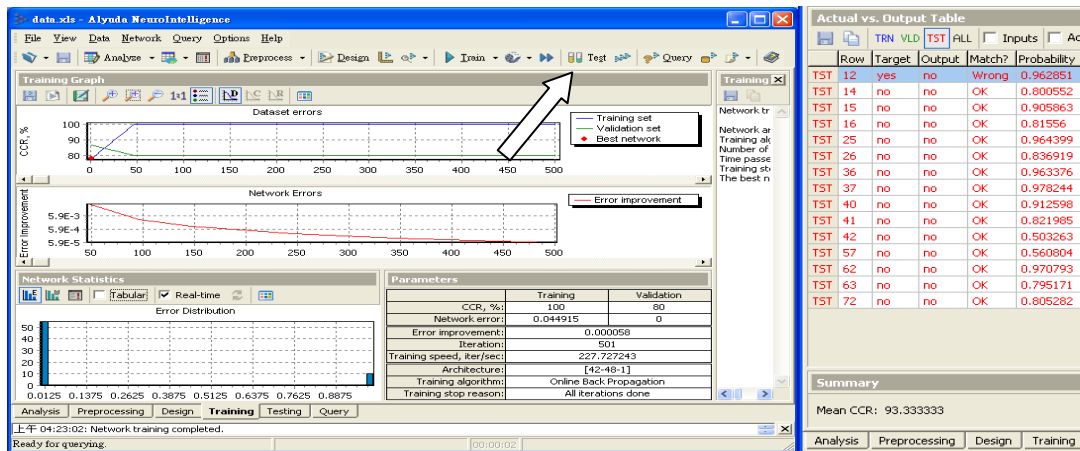 data.xls - Alyuda NeuroIntelligence
File View Data Network Query Options Help
Analyze Preprocess Design Train Test Query
Training Graph
1:1
Dataset errors
CCR, %
100
90
80
0 50 100 150 200 250 300 350 400 450 500
Training set
Validation set
Best network
Network Errors
Error Improvement
5.9E-3
5.9E-4
5.9E-5
50 100 150 200 250 300 350 400 450 500
Error improvement
Training
Network tr
Network ar
Training alg
Number of
Time passe
Training st
The best n
Network Statistics
Tabular Real-time
Error Distribution
50
40
30
20
10
0
0.0125 0.1375 0.2625 0.3875 0.5125 0.6375 0.7625 0.8875
Parameters
Training Validation
CCR, %: 100 80
Network error: 0.044915 0
Error improvement: 0.000058
Iteration: 501
Training speed, iter/sec: 227.727243
Architecture: [42-48-1]
Training algorithm: Online Back Propagation
Training stop reason: All iterations done
Analysis Preprocessing Design Training Testing Query
上午 04:23:02: Network training completed.
Ready for querying. 00:00:02
Actual vs. Output Table
TRN VLD TST ALL Inputs Ac
Row Target Output Match? Probability
TST 12 yes no Wrong 0.962851
TST 14 no no OK 0.800552
TST 15 no no OK 0.905863
TST 16 no no OK 0.81556
TST 25 no no OK 0.964399
TST 26 no no OK 0.836919
TST 36 no no OK 0.963376
TST 37 no no OK 0.978244
TST 40 no no OK 0.912598
TST 41 no no OK 0.821985
TST 42 no no OK 0.503263
TST 57 no no OK 0.560804
TST 62 no no OK 0.970793
TST 63 no no OK 0.795171
TST 72 no no OK 0.805282
Summary
Mean CCR: 93.333333
Analysis Preprocessing Design Training